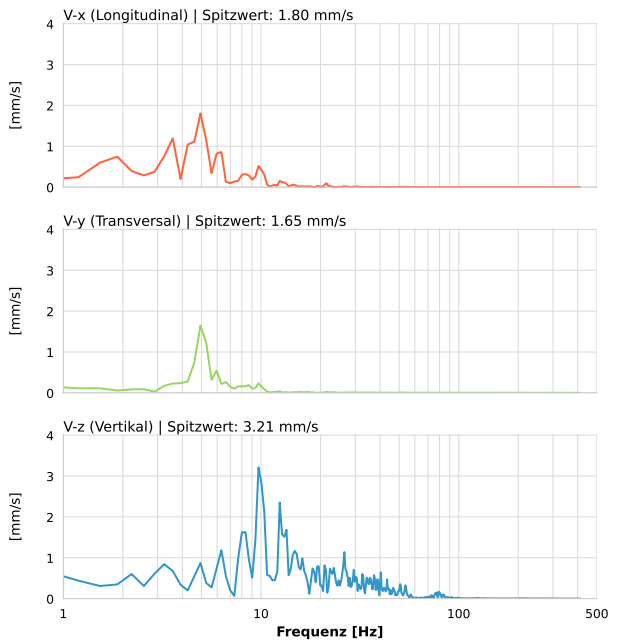 V-x (Longitudinal) | Spitzwert: 1.80 mm/s
4
3
2
1
0
[mm/s]
V-y (Transversal) | Spitzwert: 1.65 mm/s
4
3
2
1
0
[mm/s]
V-z (Vertikal) | Spitzwert: 3.21 mm/s
4
3
2
1
0
[mm/s]
1 10 100 500
Frequenz [Hz]